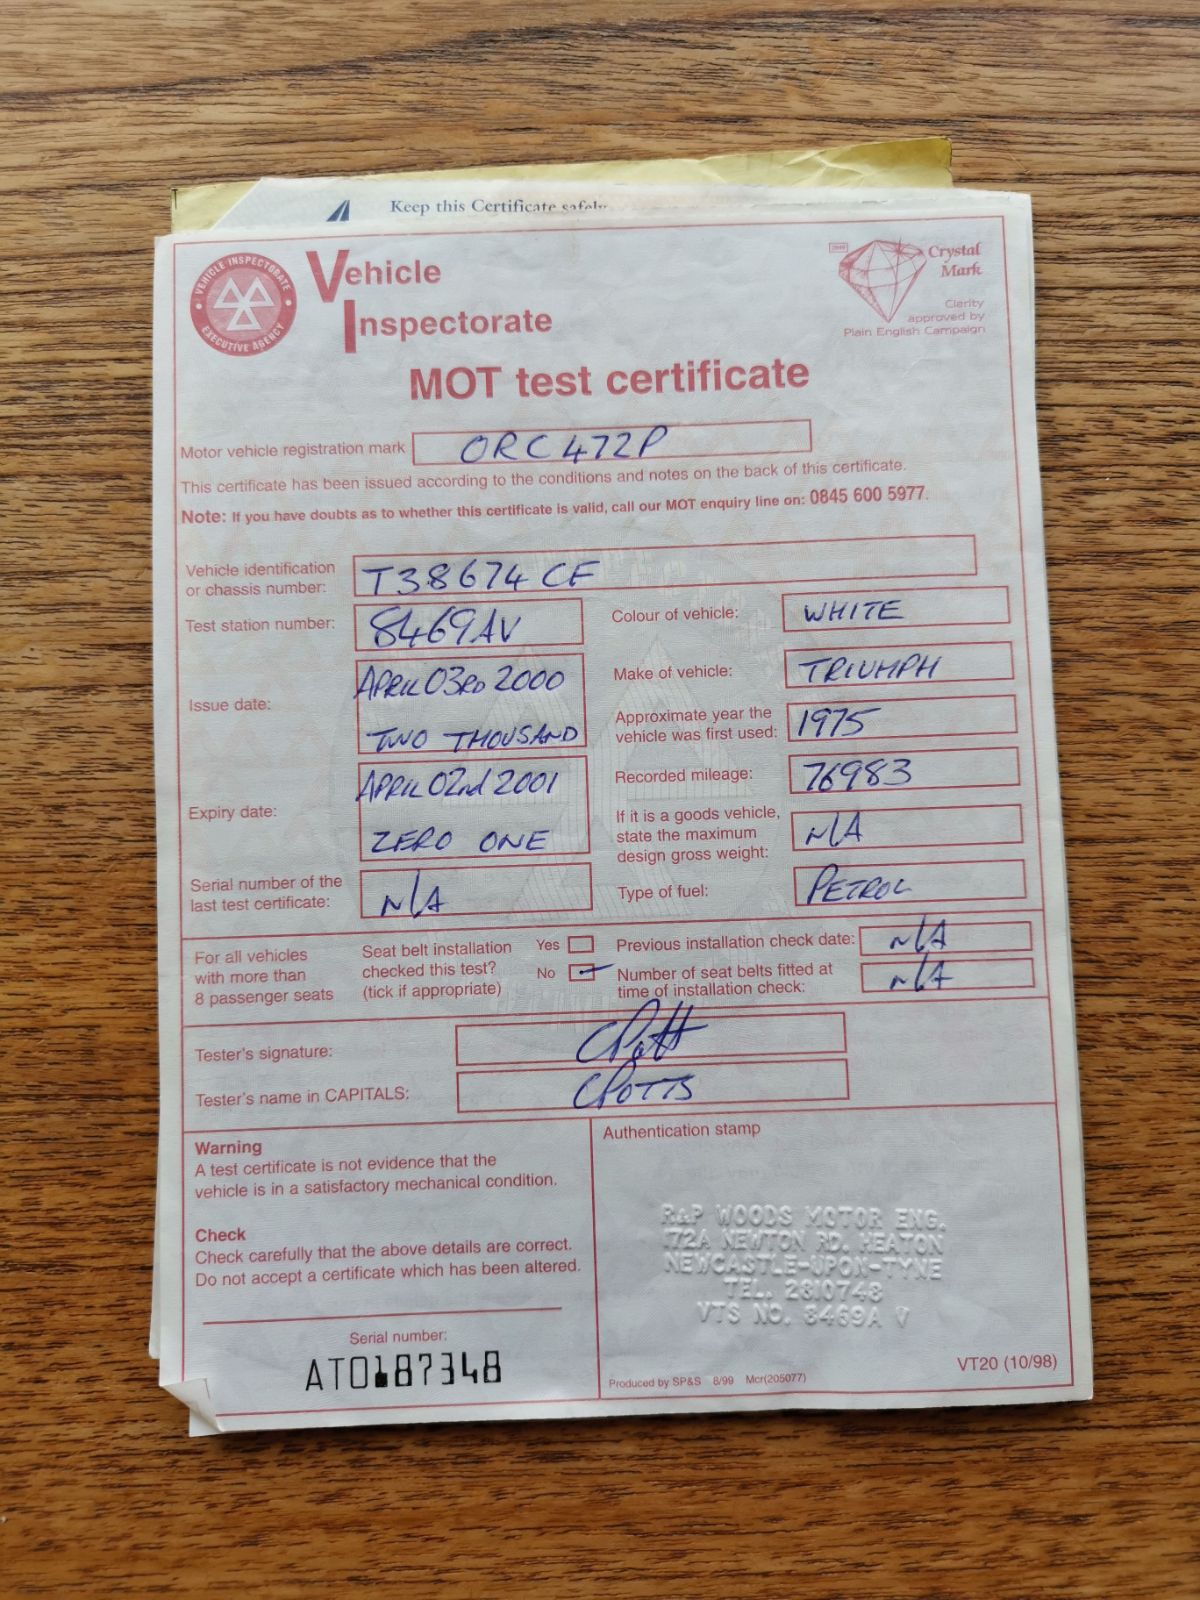 Keep this Certificate safely
VEHICLE INSPECTORATE
EXECUTIVE AGENCY
Vehicle
Inspectorate
Crystal
Mark
Clarity
approved by
Plain English Campaign
MOT test certificate
Motor vehicle registration mark ORC472P
This certificate has been issued according to the conditions and notes on the back of this certificate.
Note: If you have doubts as to whether this certificate is valid, call our MOT enquiry line on: 0845 600 5977.
Vehicle identification
or chassis number: T38674CF
Test station number: 8469AV
Colour of vehicle: WHITE
Issue date: APRIL 03RD 2000
TWO THOUSAND
Make of vehicle: TRIUMPH
Approximate year the
vehicle was first used: 1975
Expiry date: APRIL 02nd 2001
ZERO ONE
Recorded mileage: 76983
If it is a goods vehicle,
state the maximum
design gross weight: N/A
Serial number of the
last test certificate: N/A
Type of fuel: PETROL
For all vehicles
with more than
8 passenger seats
Seat belt installation
checked this test?
(tick if appropriate)
Yes
No
Previous installation check date: N/A
Number of seat belts fitted at
time of installation check: N/A
Tester's signature: CPott
Tester's name in CAPITALS: CPOTTS
Warning
A test certificate is not evidence that the
vehicle is in a satisfactory mechanical condition.
Check
Check carefully that the above details are correct.
Do not accept a certificate which has been altered.
Serial number:
AT0187348
Authentication stamp
R&P WOODS MOTOR ENG.
172A NEWTON RD. HEATON
NEWCASTLE-UPON-TYNE
TEL. 2810748
VTS NO. 8469A V
VT20 (10/98)
Produced by SP&S 8/99 Mcr(205077)